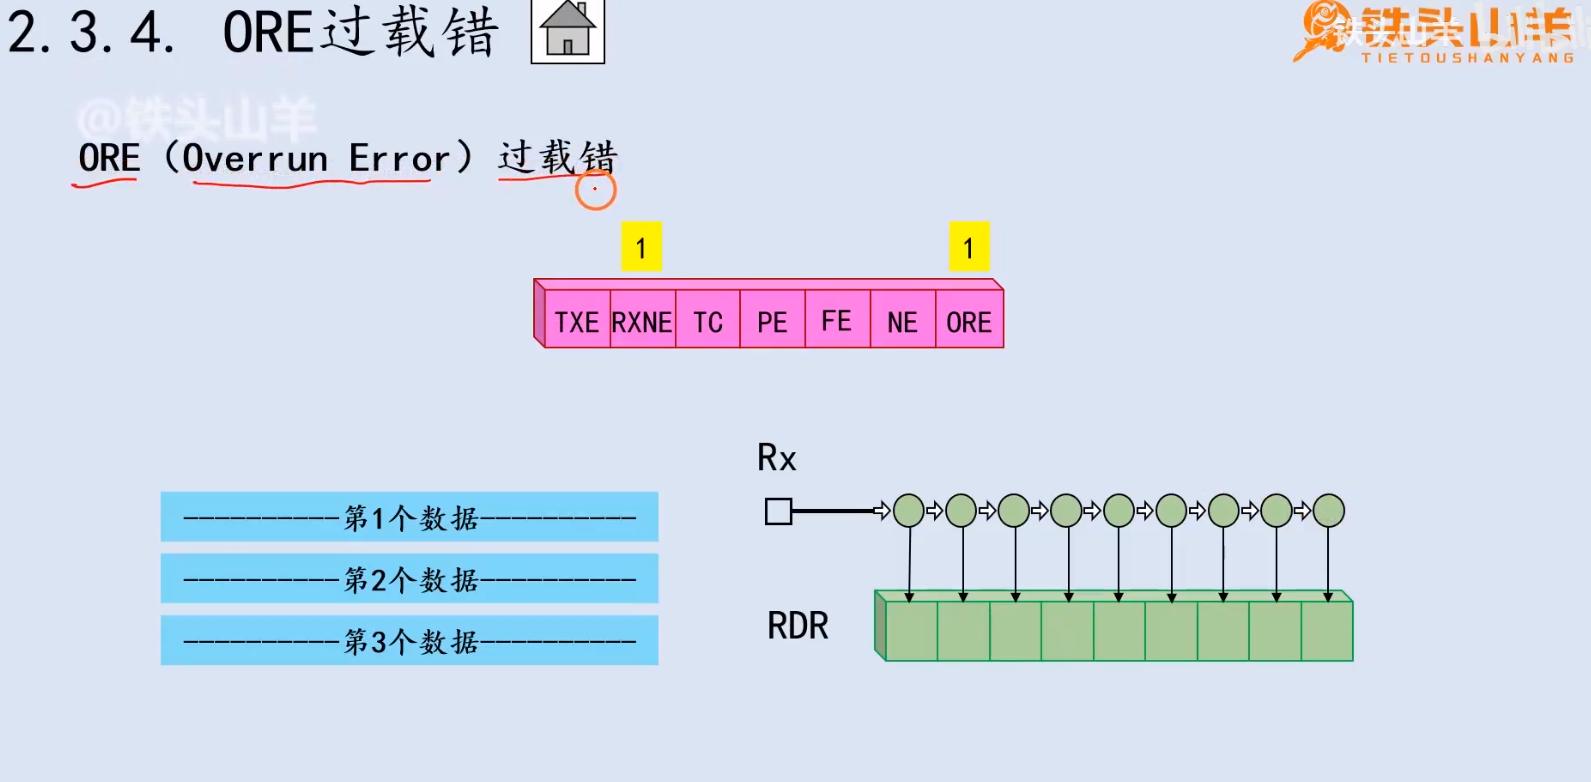 2.3.4. ORE过载错
铁头山羊
TIETOUSHANYANG
@铁头山羊
ORE（Overrun Error）过载错
1 1
TXE RXNE TC PE FE NE ORE
Rx
----------第1个数据----------
----------第2个数据----------
----------第3个数据----------
RDR